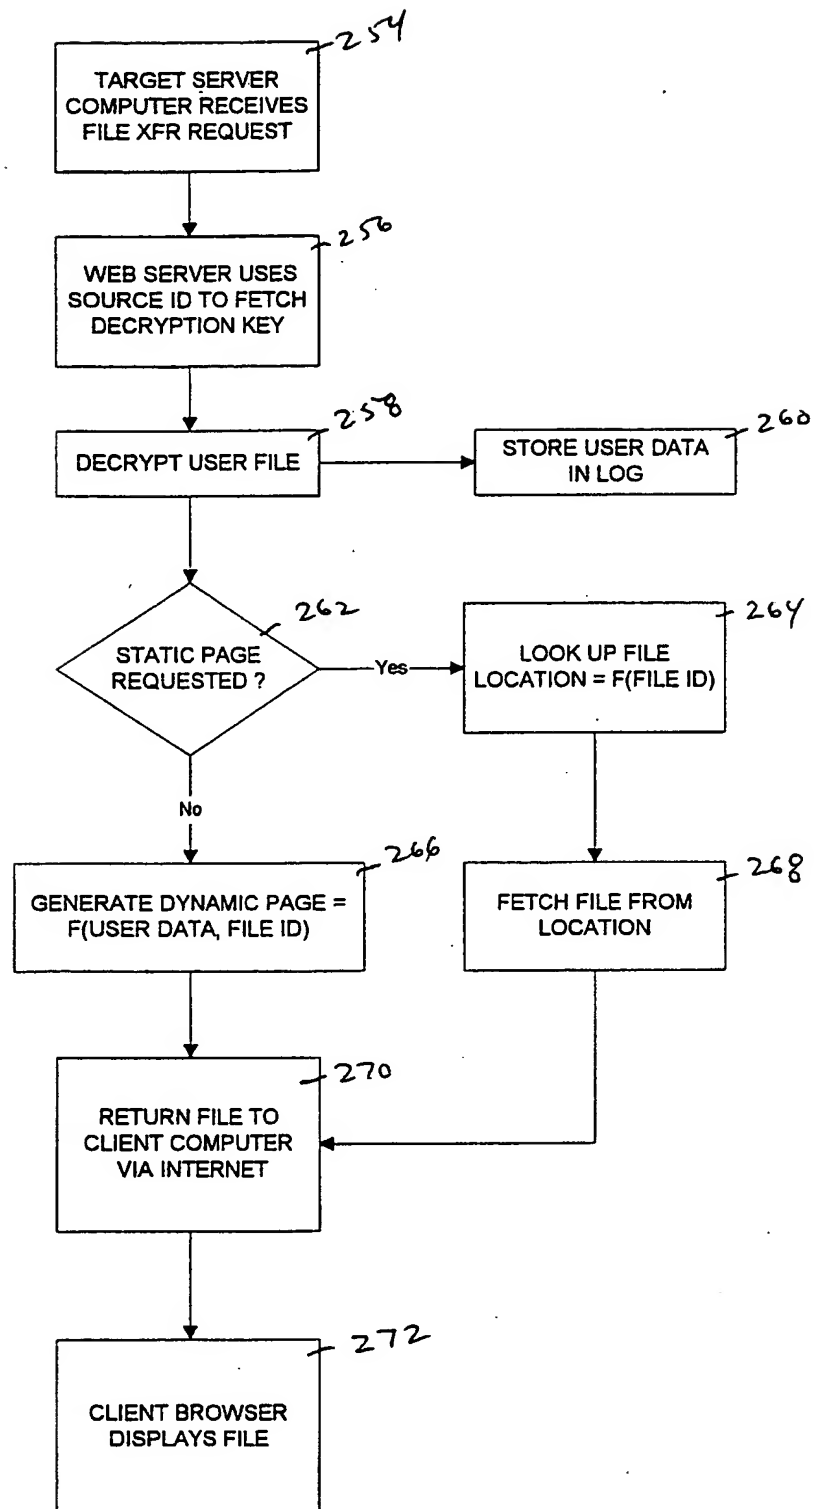 254
TARGET SERVER
COMPUTER RECEIVES
FILE XFR REQUEST
256
WEB SERVER USES
SOURCE ID TO FETCH
DECRYPTION KEY
258
DECRYPT USER FILE
260
STORE USER DATA
IN LOG
262
STATIC PAGE
REQUESTED ?
Yes
264
LOOK UP FILE
LOCATION = F(FILE ID)
No
266
GENERATE DYNAMIC PAGE =
F(USER DATA, FILE ID)
268
FETCH FILE FROM
LOCATION
270
RETURN FILE TO
CLIENT COMPUTER
VIA INTERNET
272
CLIENT BROWSER
DISPLAYS FILE